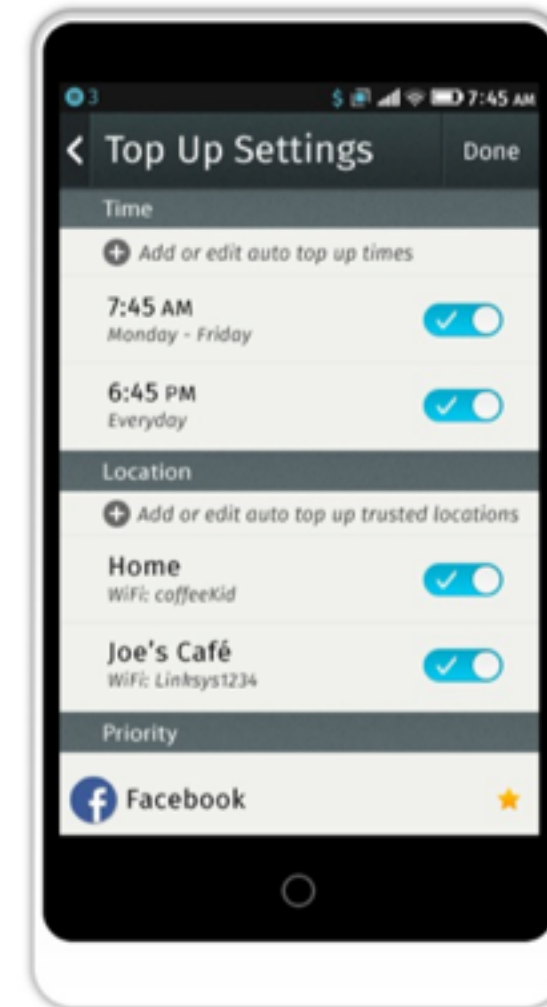 3 $ 7:45 AM
Top Up Settings Done
Time
Add or edit auto top up times
7:45 AM
Monday - Friday
6:45 PM
Everyday
Location
Add or edit auto top up trusted locations
Home
WiFi: coffeeKid
Joe's Café
WiFi: Linksys1234
Priority
f Facebook